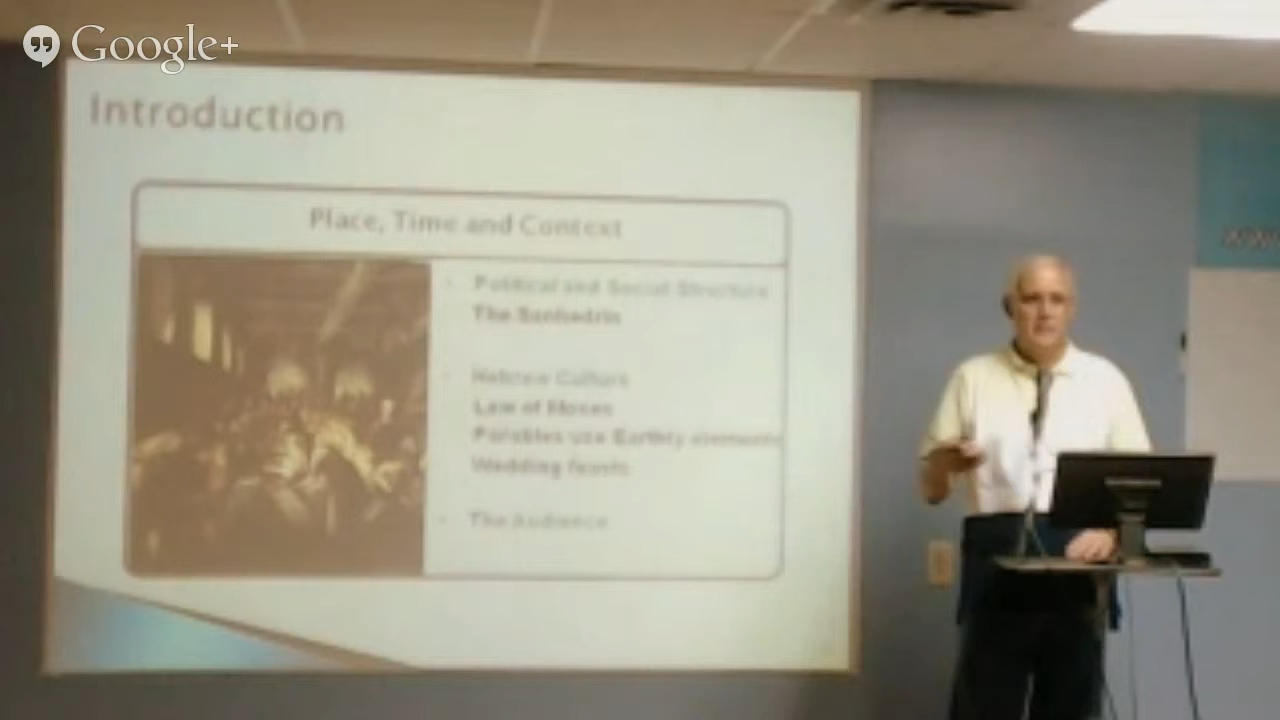 Google+
Introduction
Place, Time and Context
Political and Social Structure
The Sanhedrin
Hebrew Culture
Law of Moses
Parables use Earthly elements
Wedding feasts
The Audience